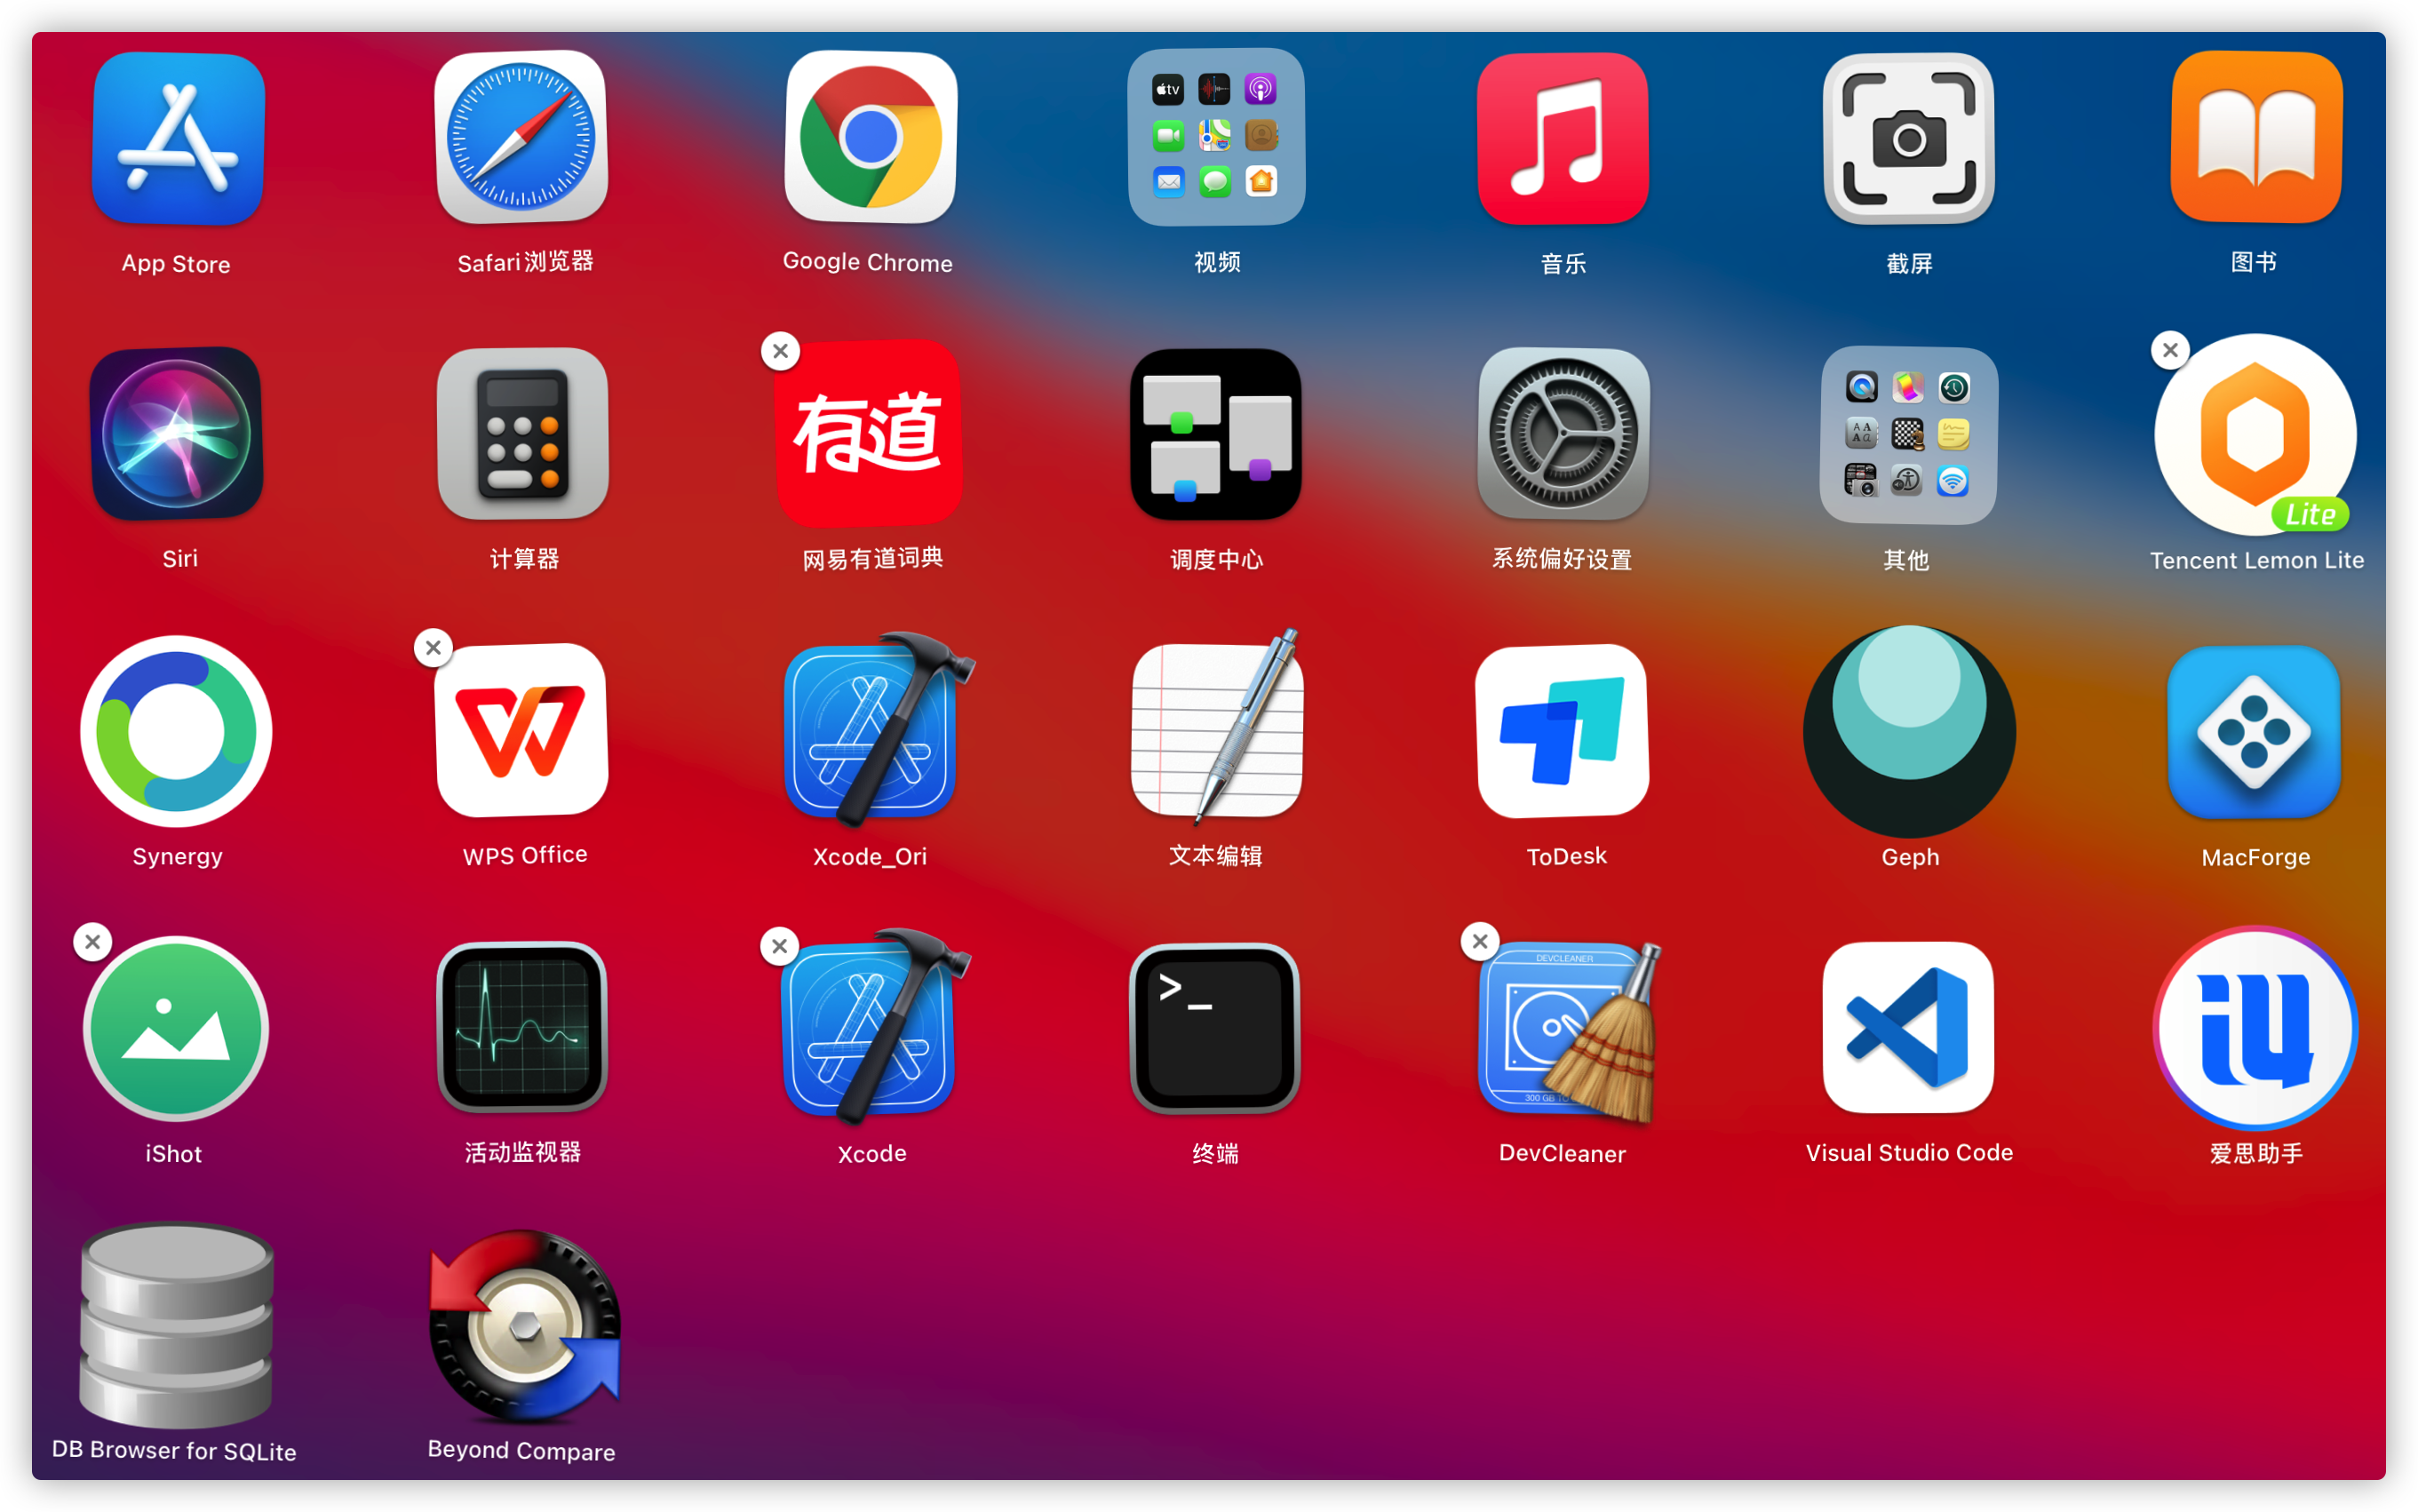 App Store
Safari浏览器
Google Chrome
tv
视频
音乐
截屏
图书
Siri
计算器
有道
网易有道词典
调度中心
系统偏好设置
其他
Lite
Tencent Lemon Lite
Synergy
WPS Office
Xcode_Ori
文本编辑
ToDesk
Geph
MacForge
iShot
活动监视器
Xcode
>_
终端
DEVCLEANER
300 GB
DevCleaner
Visual Studio Code
爱思助手
DB Browser for SQLite
Beyond Compare